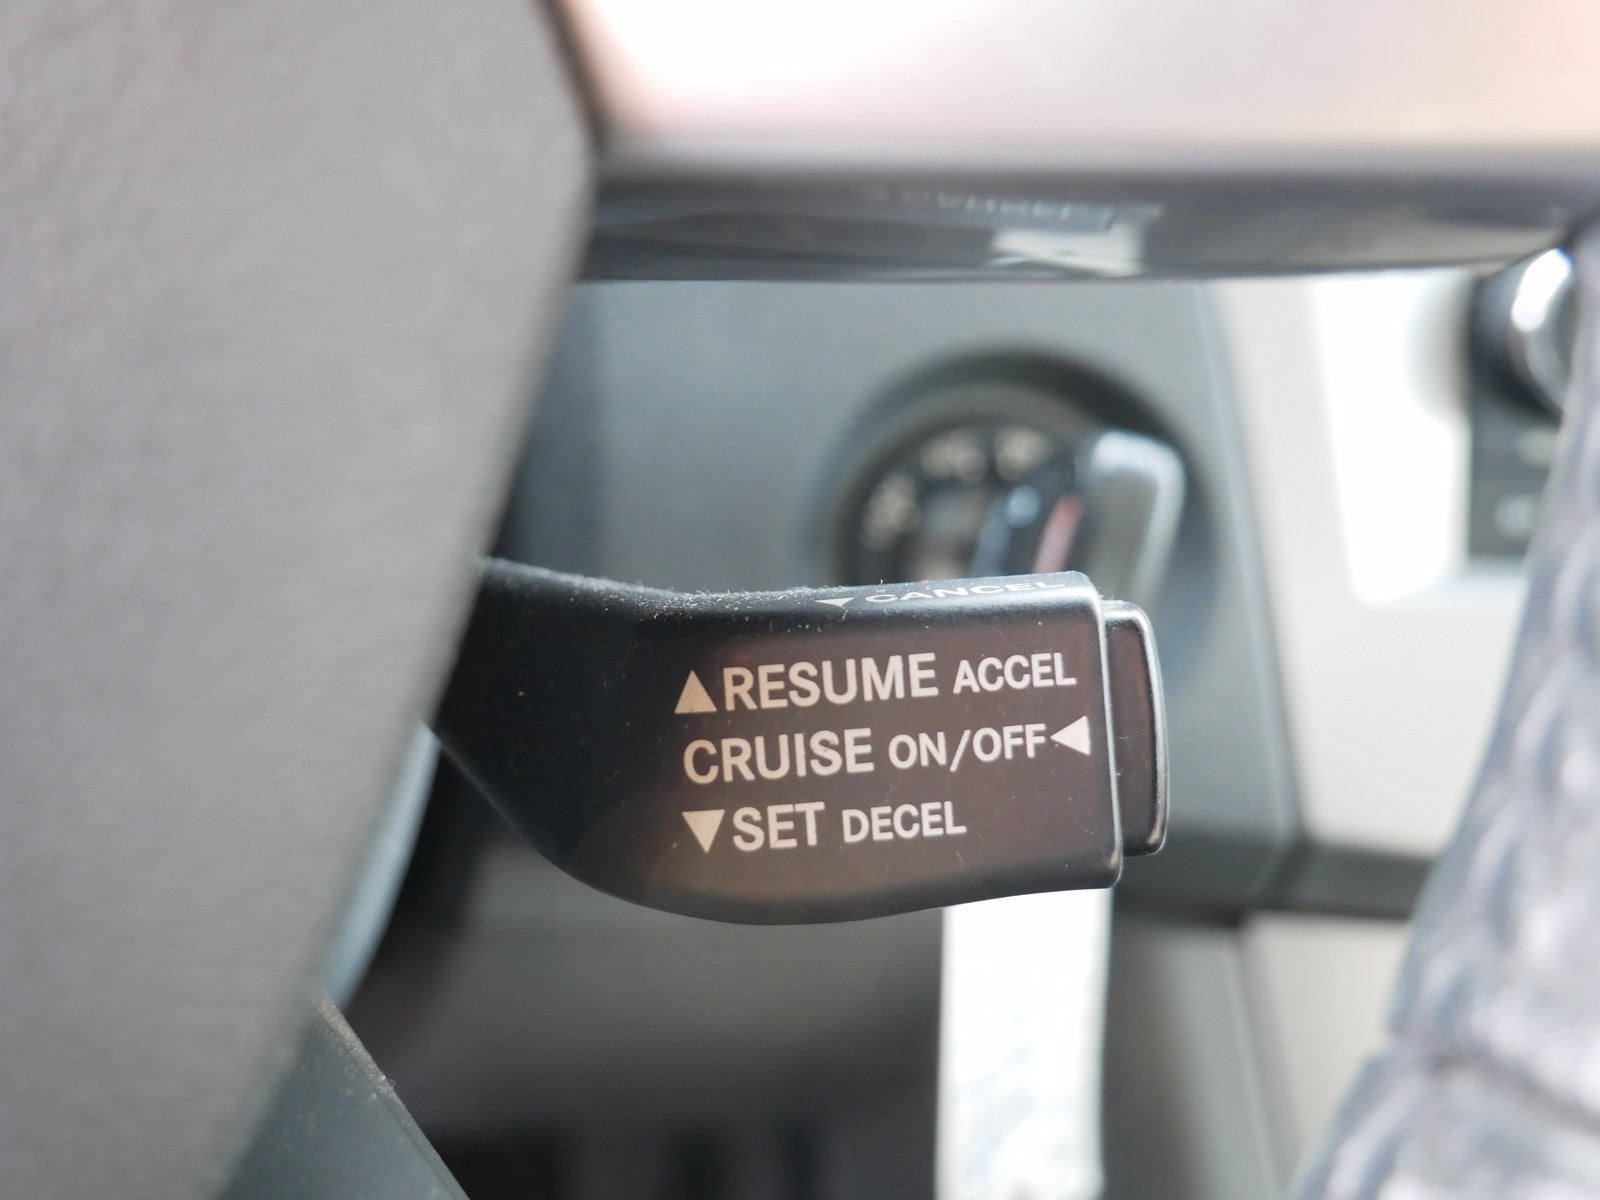 ▼CANCEL
▲RESUME ACCEL
CRUISE ON/OFF◀
▼SET DECEL